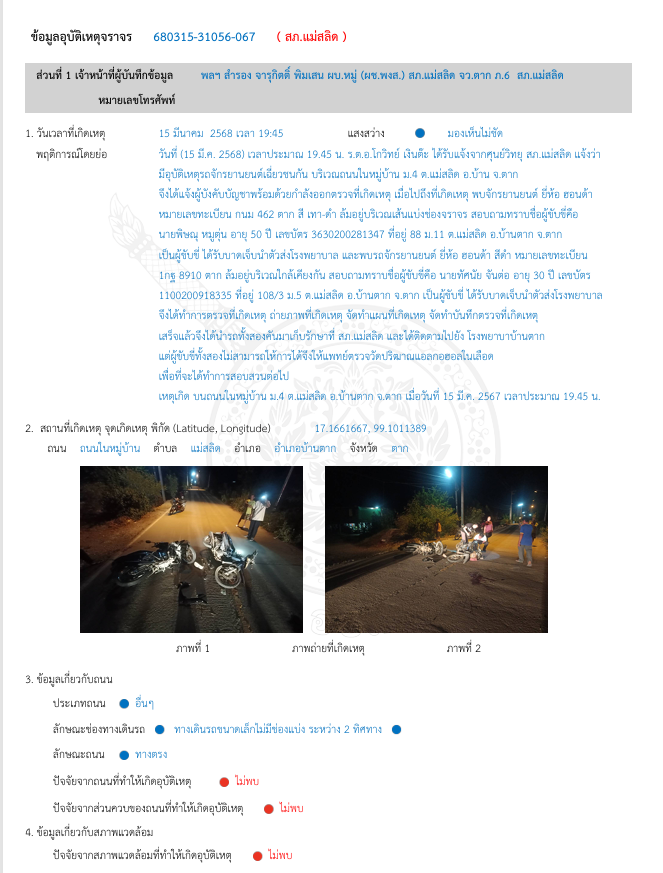 ข้อมูลอุบัติเหตุจราจร 680315-31056-067 ( สภ.แม่สลิด )
ส่วนที่ 1 เจ้าหน้าที่ผู้บันทึกข้อมูล พลฯ สำรอง จารุกิตติ์ พิมเสน ผบ.หมู่ (ผช.พงส.) สภ.แม่สลิด จว.ตาก ภ.6 สภ.แม่สลิด
หมายเลขโทรศัพท์
1. วันเวลาที่เกิดเหตุ 15 มีนาคม 2568 เวลา 19:45 แสงสว่าง มองเห็นไม่ชัด
พฤติการณ์โดยย่อ วันที่ (15 มี.ค. 2568) เวลาประมาณ 19.45 น. ร.ต.อ.โกวิทย์ เงินต๊ะ ได้รับแจ้งจากศูนย์วิทยุ สภ.แม่สลิด แจ้งว่า
มีอุบัติเหตุรถจักรยานยนต์เฉี่ยวชนกัน บริเวณถนนในหมู่บ้าน ม.4 ต.แม่สลิด อ.บ้าน จ.ตาก
จึงได้แจ้งผู้บังคับบัญชาพร้อมด้วยกำลังออกตรวจที่เกิดเหตุ เมื่อไปถึงที่เกิดเหตุ พบจักรยานยนต์ ยี่ห้อ ฮอนด้า
หมายเลขทะเบียน กนม 462 ตาก สี เทา-ดำ ล้มอยู่บริเวณเส้นแบ่งช่องจราจร สอบถามทราบชื่อผู้ขับขี่คือ
นายพิษณุ หมูตุ่น อายุ 50 ปี เลขบัตร 3630200281347 ที่อยู่ 88 ม.11 ต.แม่สลิด อ.บ้านตาก จ.ตาก
เป็นผู้ขับขี่ ได้รับบาดเจ็บนำตัวส่งโรงพยาบาล และพบรถจักรยานยนต์ ยี่ห้อ ฮอนด้า สีดำ หมายเลขทะเบียน
1กฐ 8910 ตาก ล้มอยู่บริเวณใกล้เคียงกัน สอบถามทราบชื่อผู้ขับขี่คือ นายทัศนัย จันต่อ อายุ 30 ปี เลขบัตร
1100200918335 ที่อยู่ 108/3 ม.5 ต.แม่สลิด อ.บ้านตาก จ.ตาก เป็นผู้ขับขี่ ได้รับบาดเจ็บนำตัวส่งโรงพยาบาล
จึงได้ทำการตรวจที่เกิดเหตุ ถ่ายภาพที่เกิดเหตุ จัดทำแผนที่เกิดเหตุ จัดทำบันทึกตรวจที่เกิดเหตุ
เสร็จแล้วจึงได้นำรถทั้งสองคันมาเก็บรักษาที่ สภ.แม่สลิด และได้ติดตามไปยัง โรงพยาบาบ้านตาก
แต่ผู้ขับขี่ทั้งสองไม่สามารถให้การได้จึงให้แพทย์ตรวจวัดปริมาณแอลกอฮอลในเลือด
เพื่อที่จะได้ทำการสอบสวนต่อไป
เหตุเกิด บนถนนในหมู่บ้าน ม.4 ต.แม่สลิด อ.บ้านตาก จ.ตาก เมื่อวันที่ 15 มี.ค. 2567 เวลาประมาณ 19.45 น.
2. สถานที่เกิดเหตุ จุดเกิดเหตุ พิกัด (Latitude, Longitude) 17.1661667, 99.1011389
ถนน ถนนในหมู่บ้าน ตำบล แม่สลิด อำเภอ อำเภอบ้านตาก จังหวัด ตาก
ภาพที่ 1 ภาพถ่ายที่เกิดเหตุ ภาพที่ 2
3. ข้อมูลเกี่ยวกับถนน
ประเภทถนน อื่นๆ
ลักษณะช่องทางเดินรถ ทางเดินรถขนาดเล็กไม่มีช่องแบ่ง ระหว่าง 2 ทิศทาง
ลักษณะถนน ทางตรง
ปัจจัยจากถนนที่ทำให้เกิดอุบัติเหตุ ไม่พบ
ปัจจัยจากส่วนควบของถนนที่ทำให้เกิดอุบัติเหตุ ไม่พบ
4. ข้อมูลเกี่ยวกับสภาพแวดล้อม
ปัจจัยจากสภาพแวดล้อมที่ทำให้เกิดอุบัติเหตุ ไม่พบ